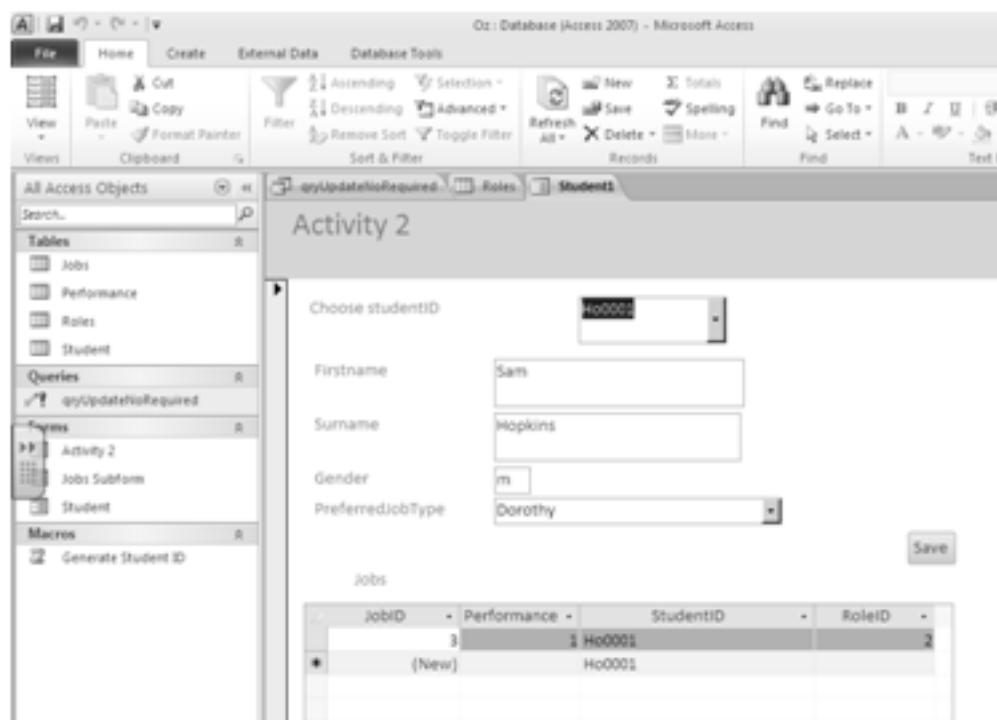 Oz : Database (Access 2007) - Microsoft Access
File Home Create External Data Database Tools
Cut Ascending Selection New Totals Replace
Copy Descending Advanced Save Spelling Go To
View Paste Format Painter Filter Remove Sort Toggle Filter Refresh All Delete More Find Select
Views Clipboard Sort & Filter Records Find Text
All Access Objects
qryUpdateNoRequired Roles Student1
Search..
Activity 2
Tables
Jobs
Performance
Roles
Student
Queries
qryUpdateNoRequired
Forms
Activity 2
Jobs Subform
Student
Macros
Generate Student ID
Choose studentID Ho0001
Firstname Sam
Surname Hopkins
Gender m
PreferredJobType Dorothy
Save
Jobs
JobID Performance StudentID RoleID
3 1 Ho0001 2
(New) Ho0001